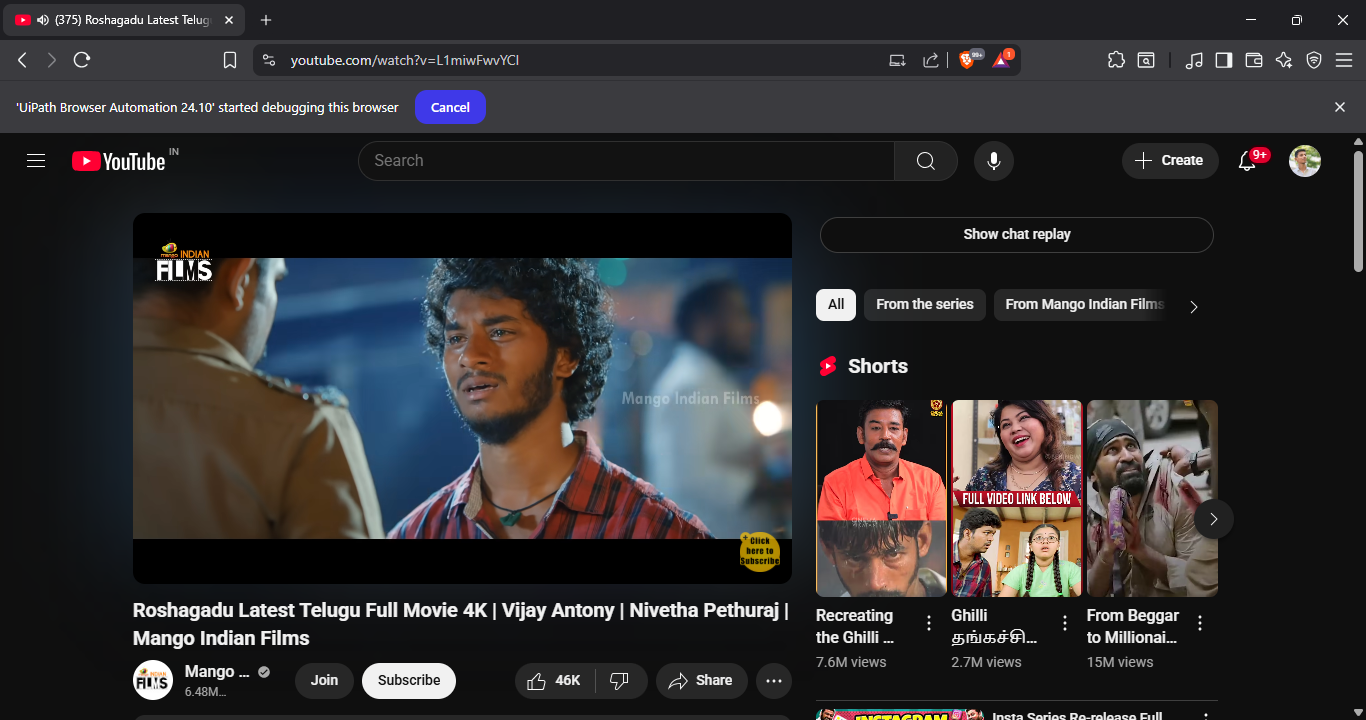 (375) Roshagadu Latest Telug
youtube.com/watch?v=L1miwFwvYCI
99+
1
'UiPath Browser Automation 24.10' started debugging this browser
Cancel
YouTube
IN
Search
Create
9+
mango INDIAN
FILMS
Mango Indian Films
Click
here to
Subscribe
Show chat replay
All
From the series
From Mango Indian Films
Shorts
FULL VIDEO LINK BELOW
Recreating
the Ghilli ...
7.6M views
Ghilli
தங்கச்சி...
2.7M views
From Beggar
to Millionai...
15M views
Roshagadu Latest Telugu Full Movie 4K | Vijay Antony | Nivetha Pethuraj |
Mango Indian Films
INDIAN
FILMS
Mango ...
6.48M...
Join
Subscribe
46K
Share
INSTAGRAM
Insta Series Re-release Full